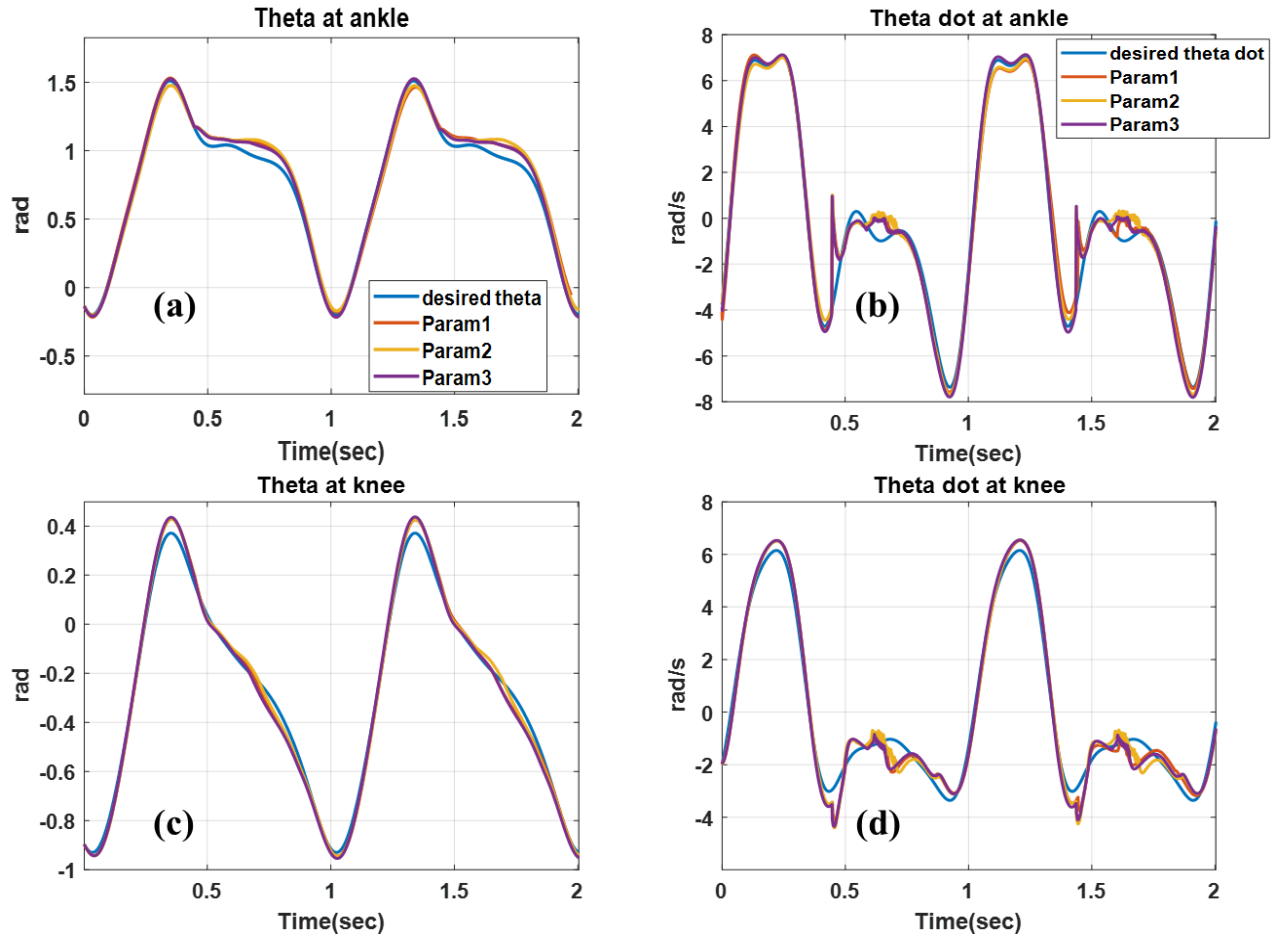 Theta at ankle
rad
1.5
1
0.5
0
-0.5
0
0.5
1
1.5
2
Time(sec)
(a)
desired theta
Param1
Param2
Param3
Theta dot at ankle
rad/s
8
6
4
2
0
-2
-4
-6
-8
0.5
1
1.5
2
Time(sec)
(b)
desired theta dot
Param1
Param2
Param3
Theta at knee
rad
0.4
0.2
0
-0.2
-0.4
-0.6
-0.8
-1
0.5
1
1.5
2
Time(sec)
(c)
Theta dot at knee
rad/s
8
6
4
2
0
-2
-4
0
0.5
1
1.5
2
Time(sec)
(d)